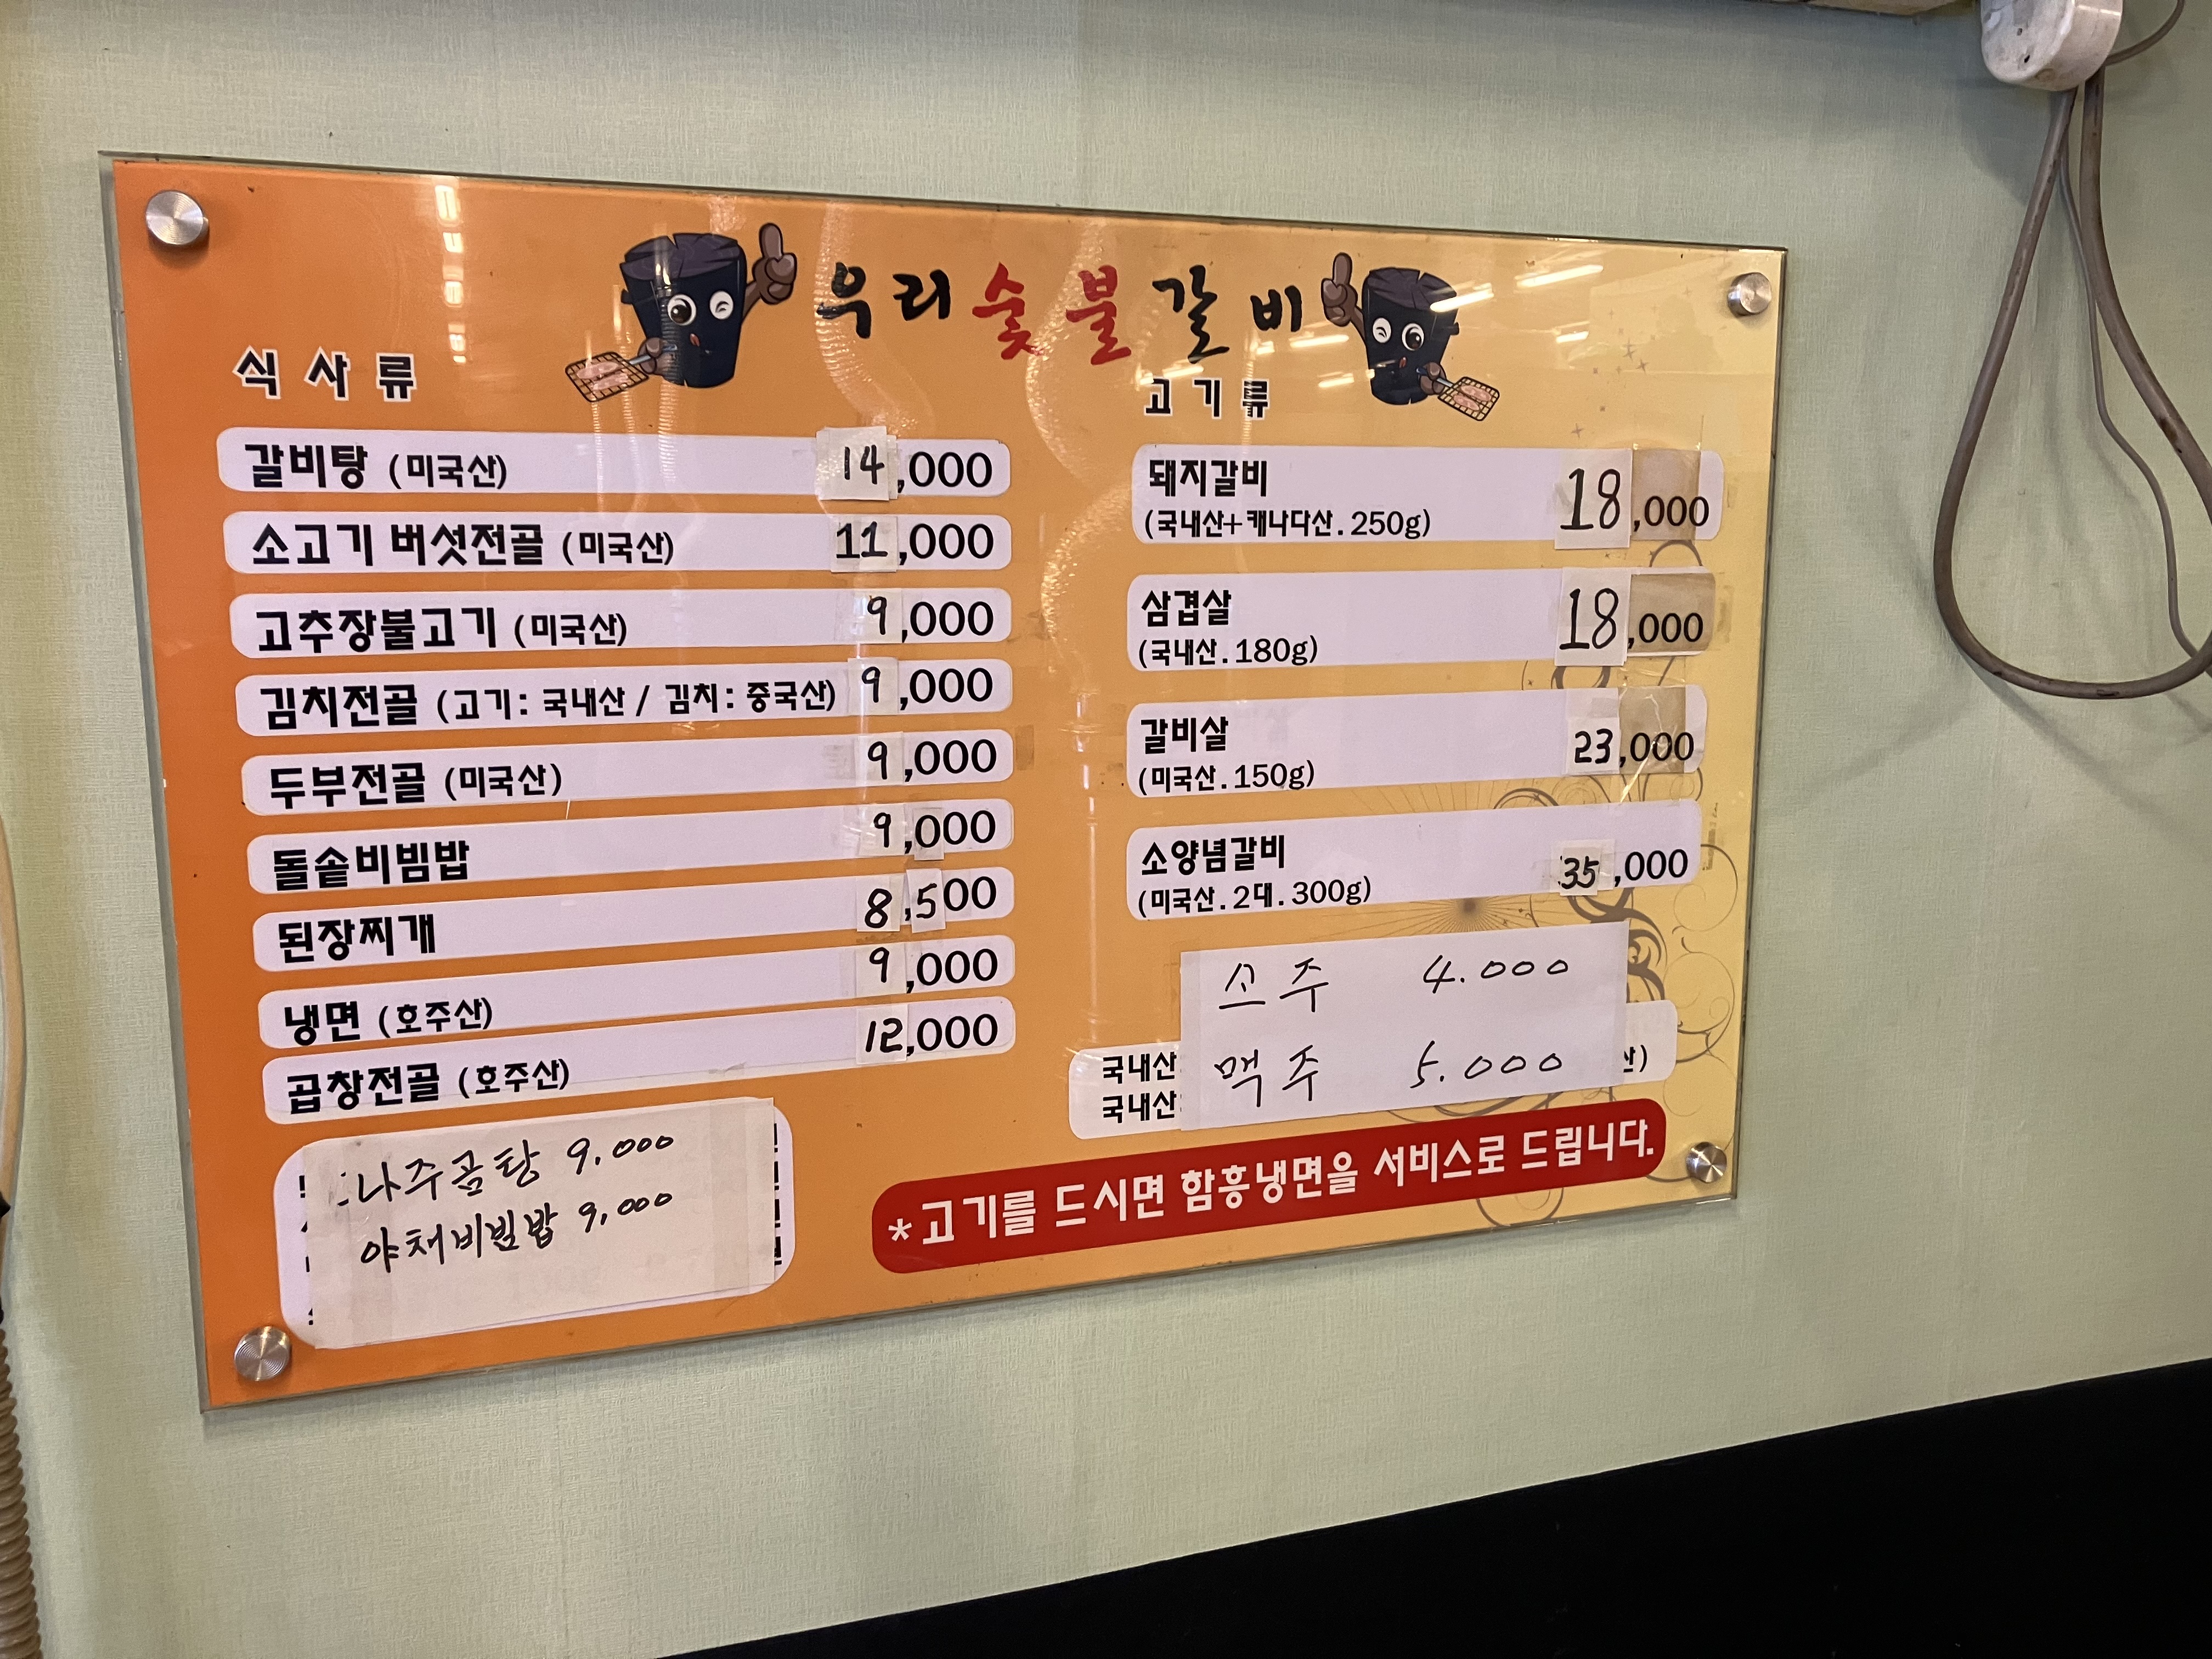 우리숯불갈비
식사류
갈비탕 (미국산) 14,000
소고기 버섯전골 (미국산) 11,000
고추장불고기 (미국산) 9,000
김치전골 (고기: 국내산 / 김치: 중국산) 9,000
두부전골 (미국산) 9,000
돌솥비빔밥 9,000
된장찌개 8,500
냉면 (호주산) 9,000
곱창전골 (호주산) 12,000
나주곰탕 9.000
야채비빔밥 9,000
고기류
돼지갈비 18,000
(국내산+캐나다산.250g)
삼겹살 18,000
(국내산.180g)
갈비살 23,000
(미국산.150g)
소양념갈비 35,000
(미국산.2대.300g)
소주 4.000
맥주 5.000
국내산
국내산
*고기를 드시면 함흥냉면을 서비스로 드립니다.